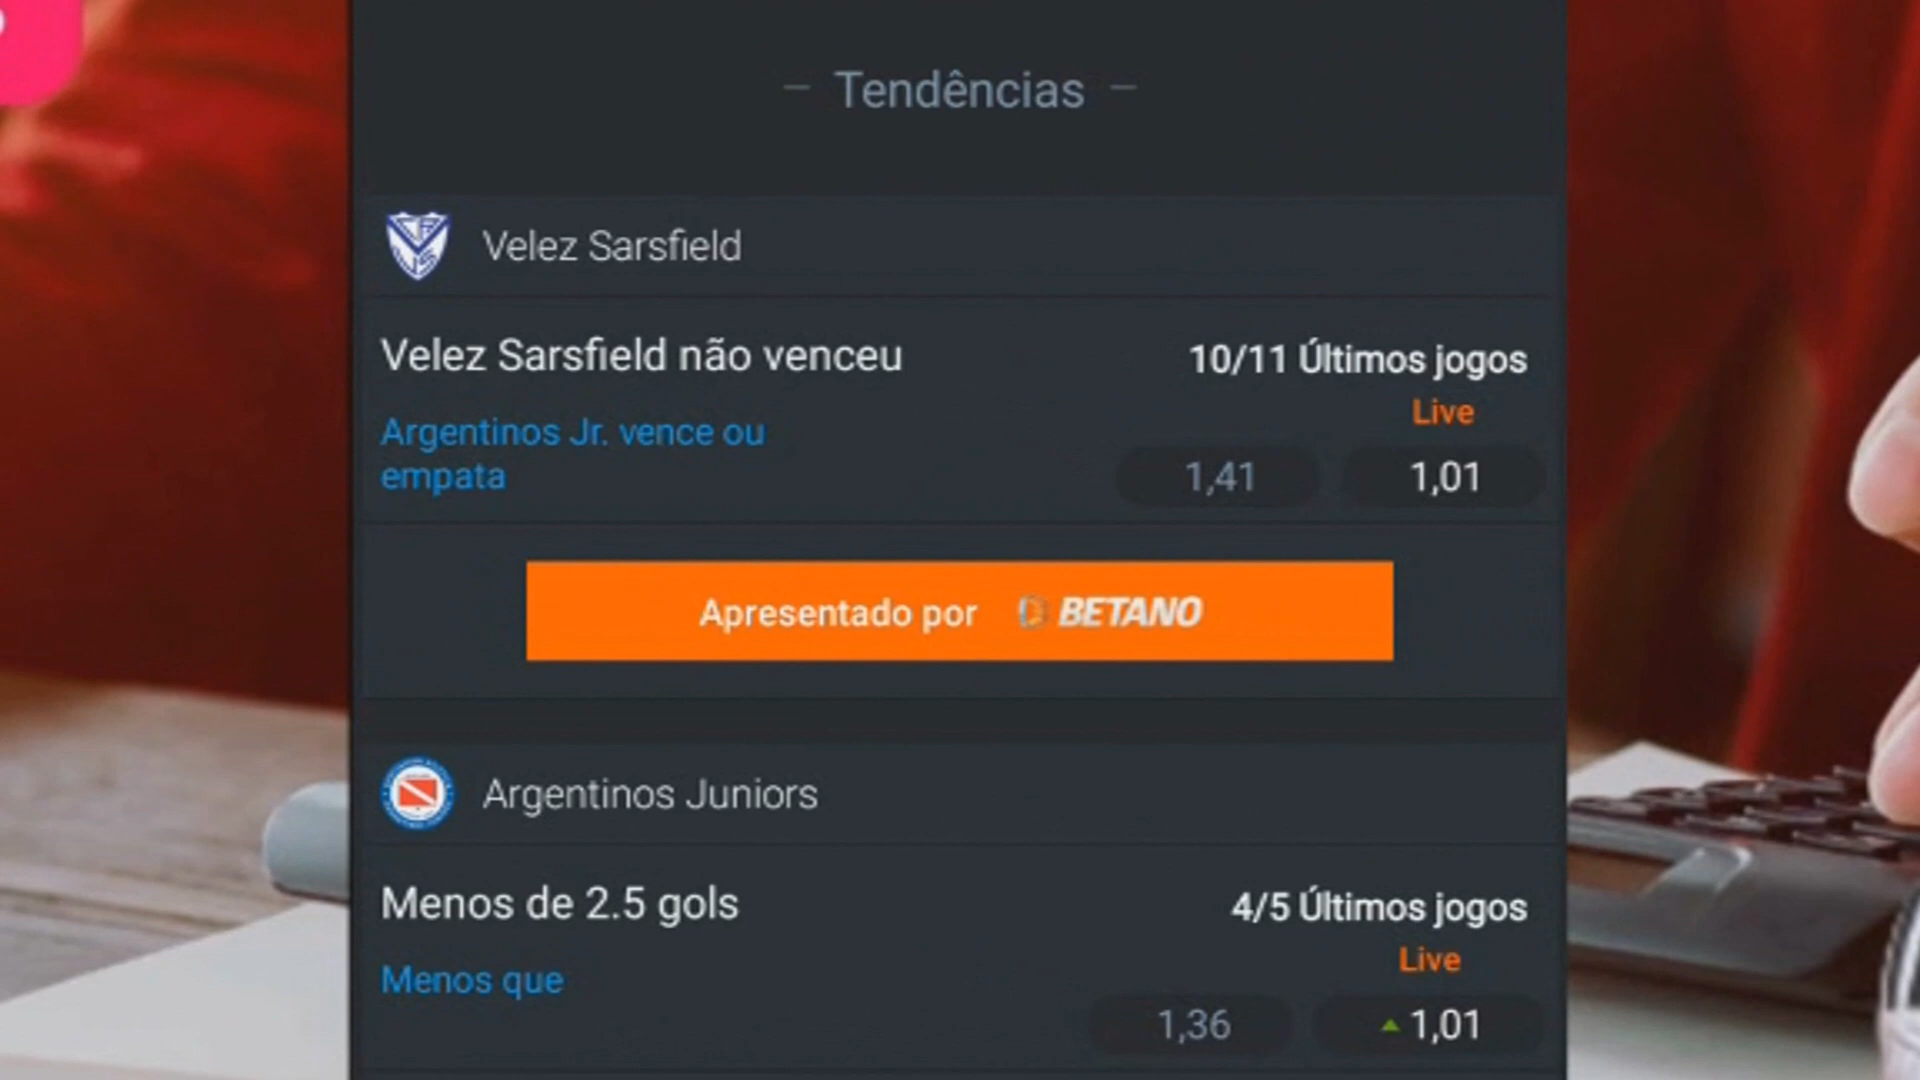 Tendências
Velez Sarsfield
Velez Sarsfield não venceu
10/11 Últimos jogos
Argentinos Jr. vence ou
empata
Live
1,41
1,01
Apresentado por BETANO
Argentinos Juniors
Menos de 2.5 gols
4/5 Últimos jogos
Menos que
Live
1,36
1,01